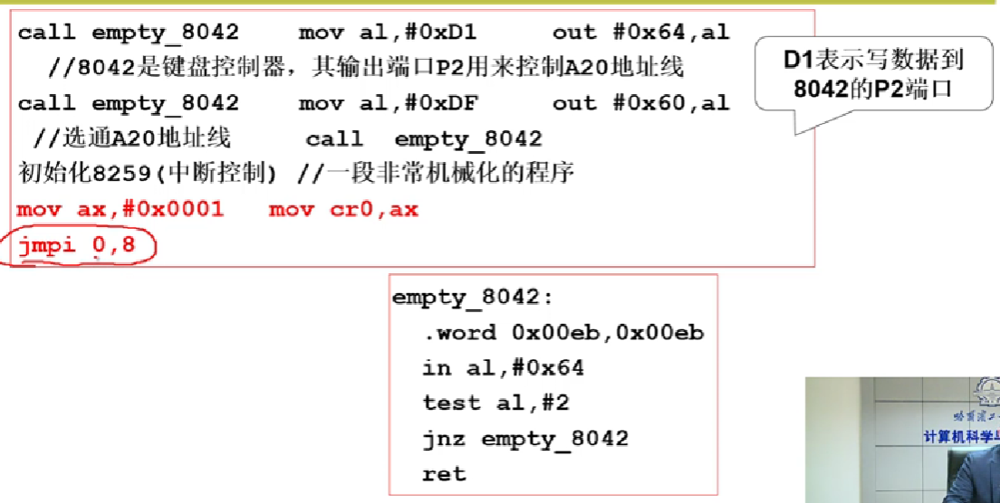 call empty_8042 mov al,#0xD1 out #0x64,al
//8042是键盘控制器，其输出端口P2用来控制A20地址线
call empty_8042 mov al,#0xDF out #0x60,al
//选通A20地址线 call empty_8042
初始化8259(中断控制) //一段非常机械化的程序
mov ax,#0x0001 mov cr0,ax
jmpi 0,8
D1表示写数据到
8042的P2端口
empty_8042:
.word 0x00eb,0x00eb
in al,#0x64
test al,#2
jnz empty_8042
ret
计算机科学